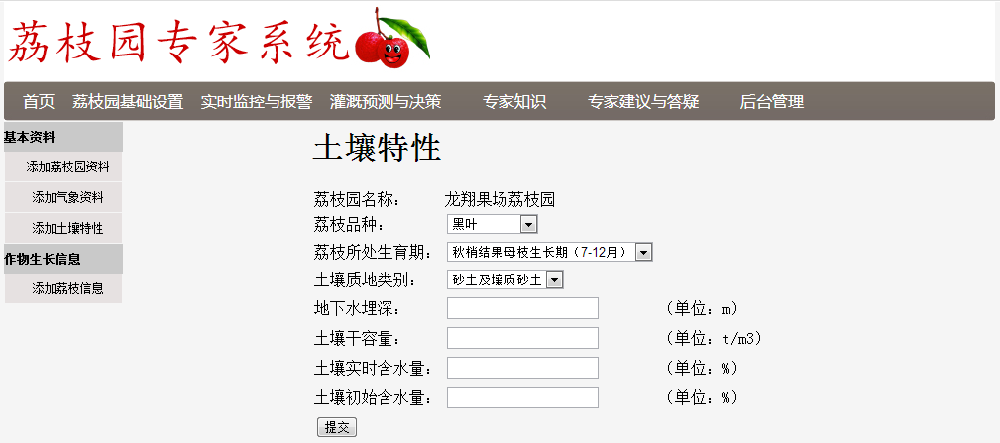 荔枝园专家系统
首页 荔枝园基础设置 实时监控与报警 灌溉预测与决策 专家知识 专家建议与答疑 后台管理
基本资料
添加荔枝园资料
添加气象资料
添加土壤特性
作物生长信息
添加荔枝信息
土壤特性
荔枝园名称： 龙翔果场荔枝园
荔枝品种： 黑叶
荔枝所处生育期： 秋梢结果母枝生长期（7-12月）
土壤质地类别： 砂土及壤质砂土
地下水埋深： （单位：m）
土壤干容量： （单位：t/m3）
土壤实时含水量： （单位：%）
土壤初始含水量： （单位：%）
提交